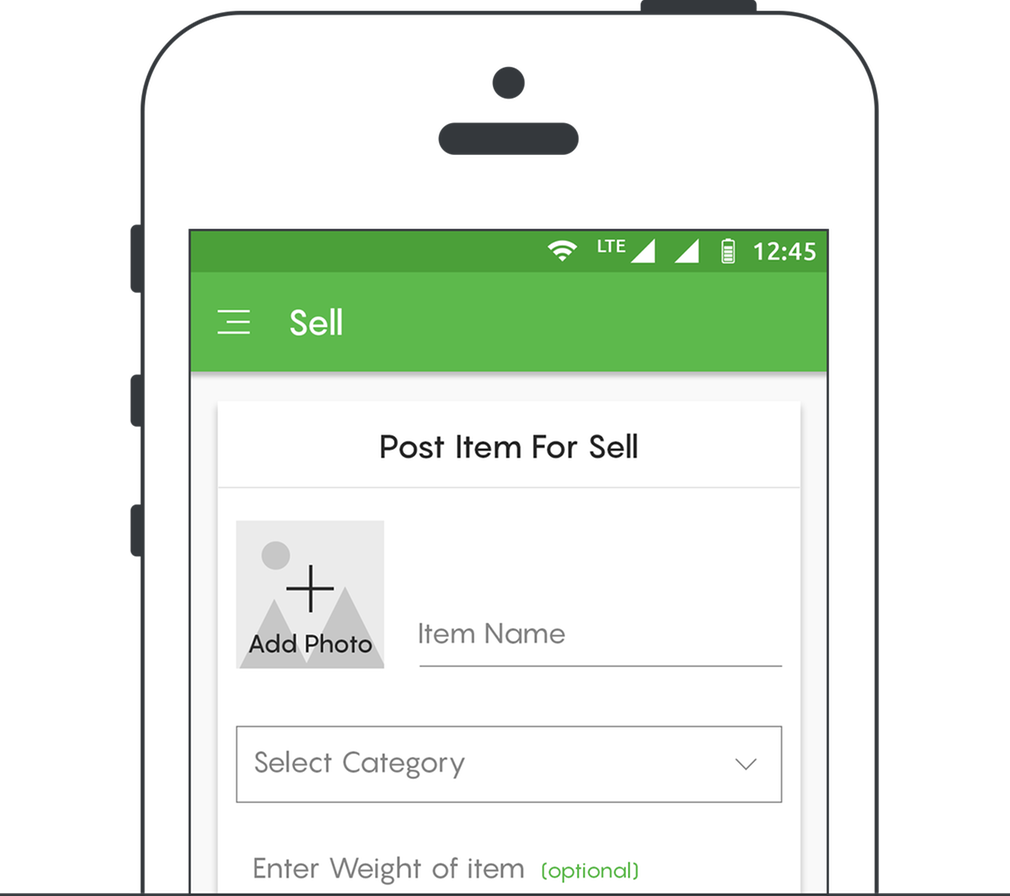 LTE 12:45
Sell
Post Item For Sell
Add Photo
Item Name
Select Category
Enter Weight of item (optional)